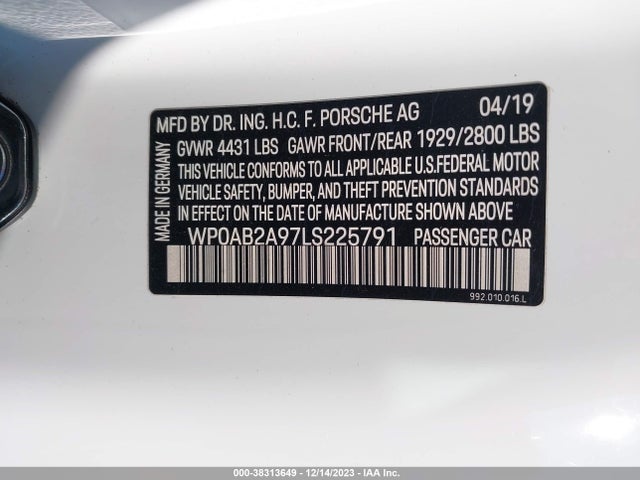 MFD BY DR. ING. H.C. F. PORSCHE AG 04/19
GVWR 4431 LBS GAWR FRONT/REAR 1929/2800 LBS
THIS VEHICLE CONFORMS TO ALL APPLICABLE U.S.FEDERAL MOTOR
VEHICLE SAFETY, BUMPER, AND THEFT PREVENTION STANDARDS
IN EFFECT ON THE DATE OF MANUFACTURE SHOWN ABOVE
MADE IN GERMANY
WP0AB2A97LS225791 PASSENGER CAR
992.010.016.L
000-38313649 - 12/14/2023 - IAA Inc.